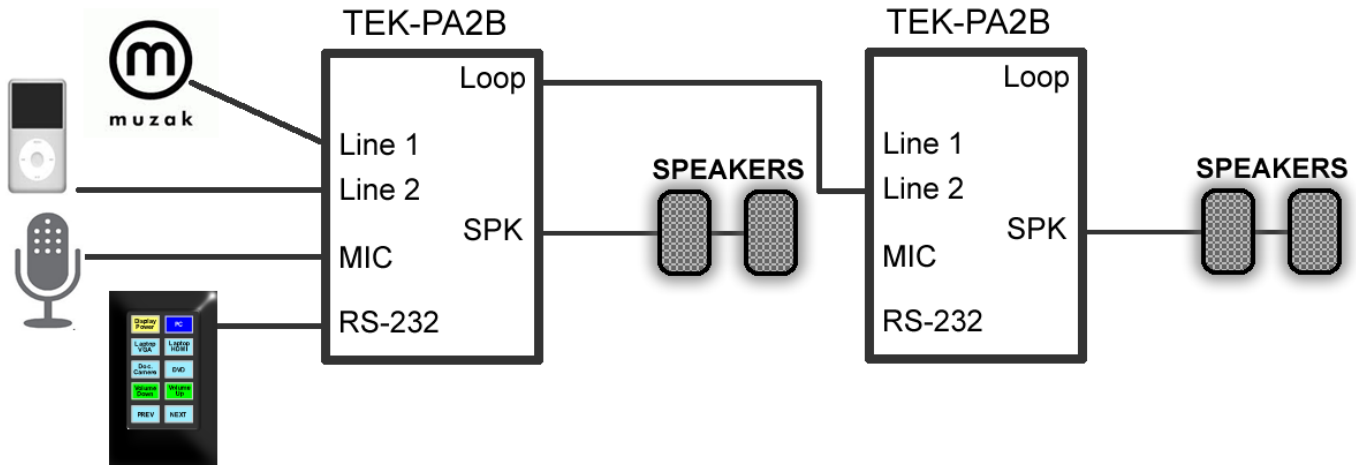 TEK-PA2B
TEK-PA2B
m
muzak
Loop
Loop
Line 1
Line 2
SPK
MIC
RS-232
SPEAKERS
Line 1
Line 2
SPK
MIC
RS-232
SPEAKERS
Display Power
PC
Laptop VGA
Laptop HDMI
Doc. Camera
DVD
Volume Down
Volume Up
PREV
NEXT